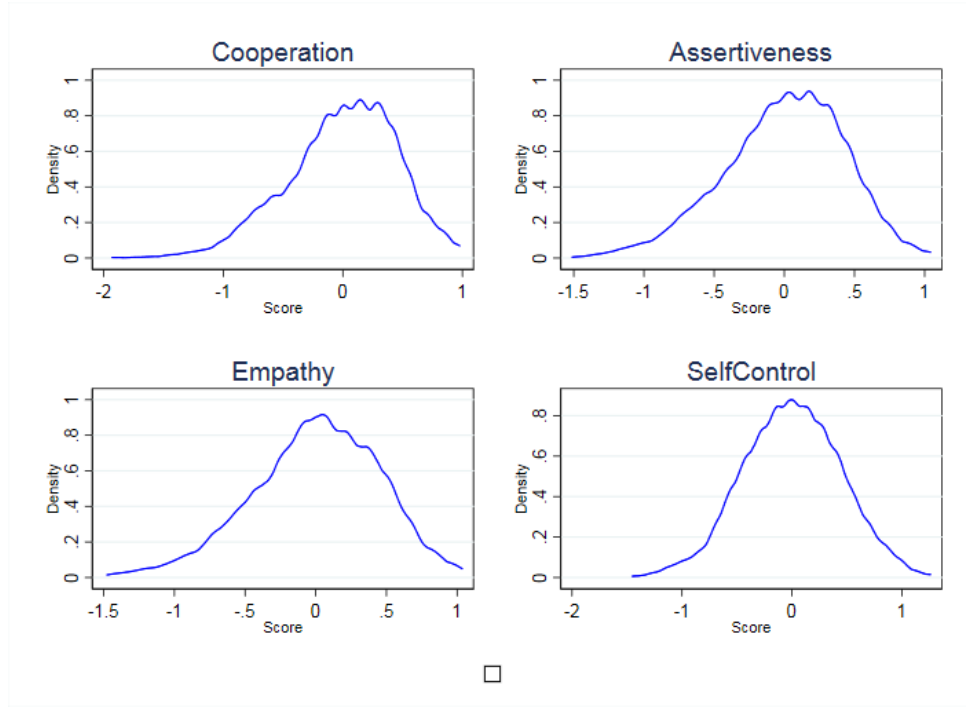 Cooperation
Density
0 .2 .4 .6 .8 1
-2 -1 0 1
Score
Assertiveness
Density
0 .2 .4 .6 .8 1
-1.5 -1 -.5 0 .5 1
Score
Empathy
Density
0 .2 .4 .6 .8 1
-1.5 -1 -.5 0 .5 1
Score
SelfControl
Density
0 .2 .4 .6 .8
-2 -1 0 1
Score